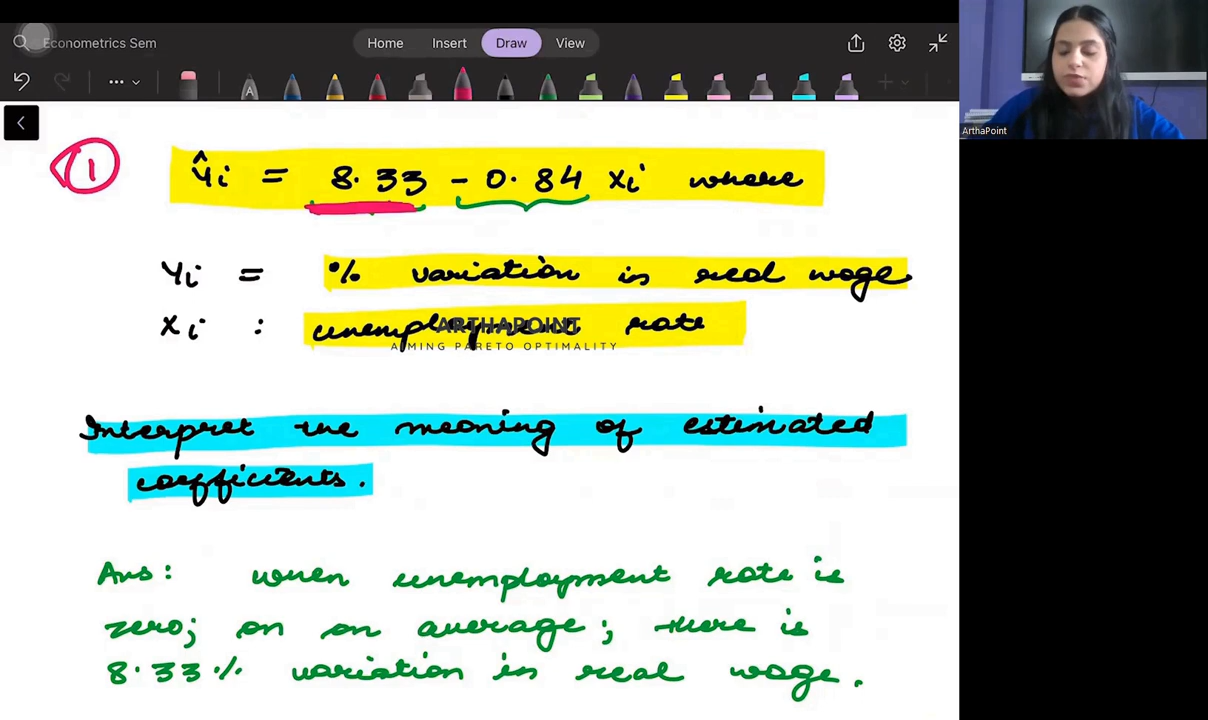 Econometrics Sem
Home Insert Draw View
ArthaPoint
1
Ŷi = 8.33 - 0.84 Xi where
Yi = % variation in real wage
Xi : unemployment rate
ARTHAPOINT
AIMING PARETO OPTIMALITY
Interpret the meaning of estimated
coefficients.
Ans: when unemployment rate is
zero; on an average; there is
8.33% variation in real wage.